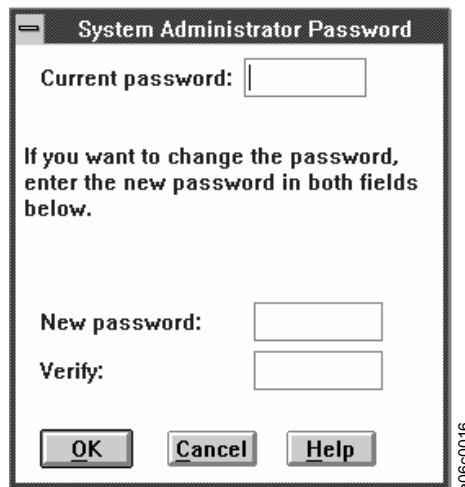 System Administrator Password
Current password:
If you want to change the password,
enter the new password in both fields
below.
New password:
Verify:
OK Cancel Help